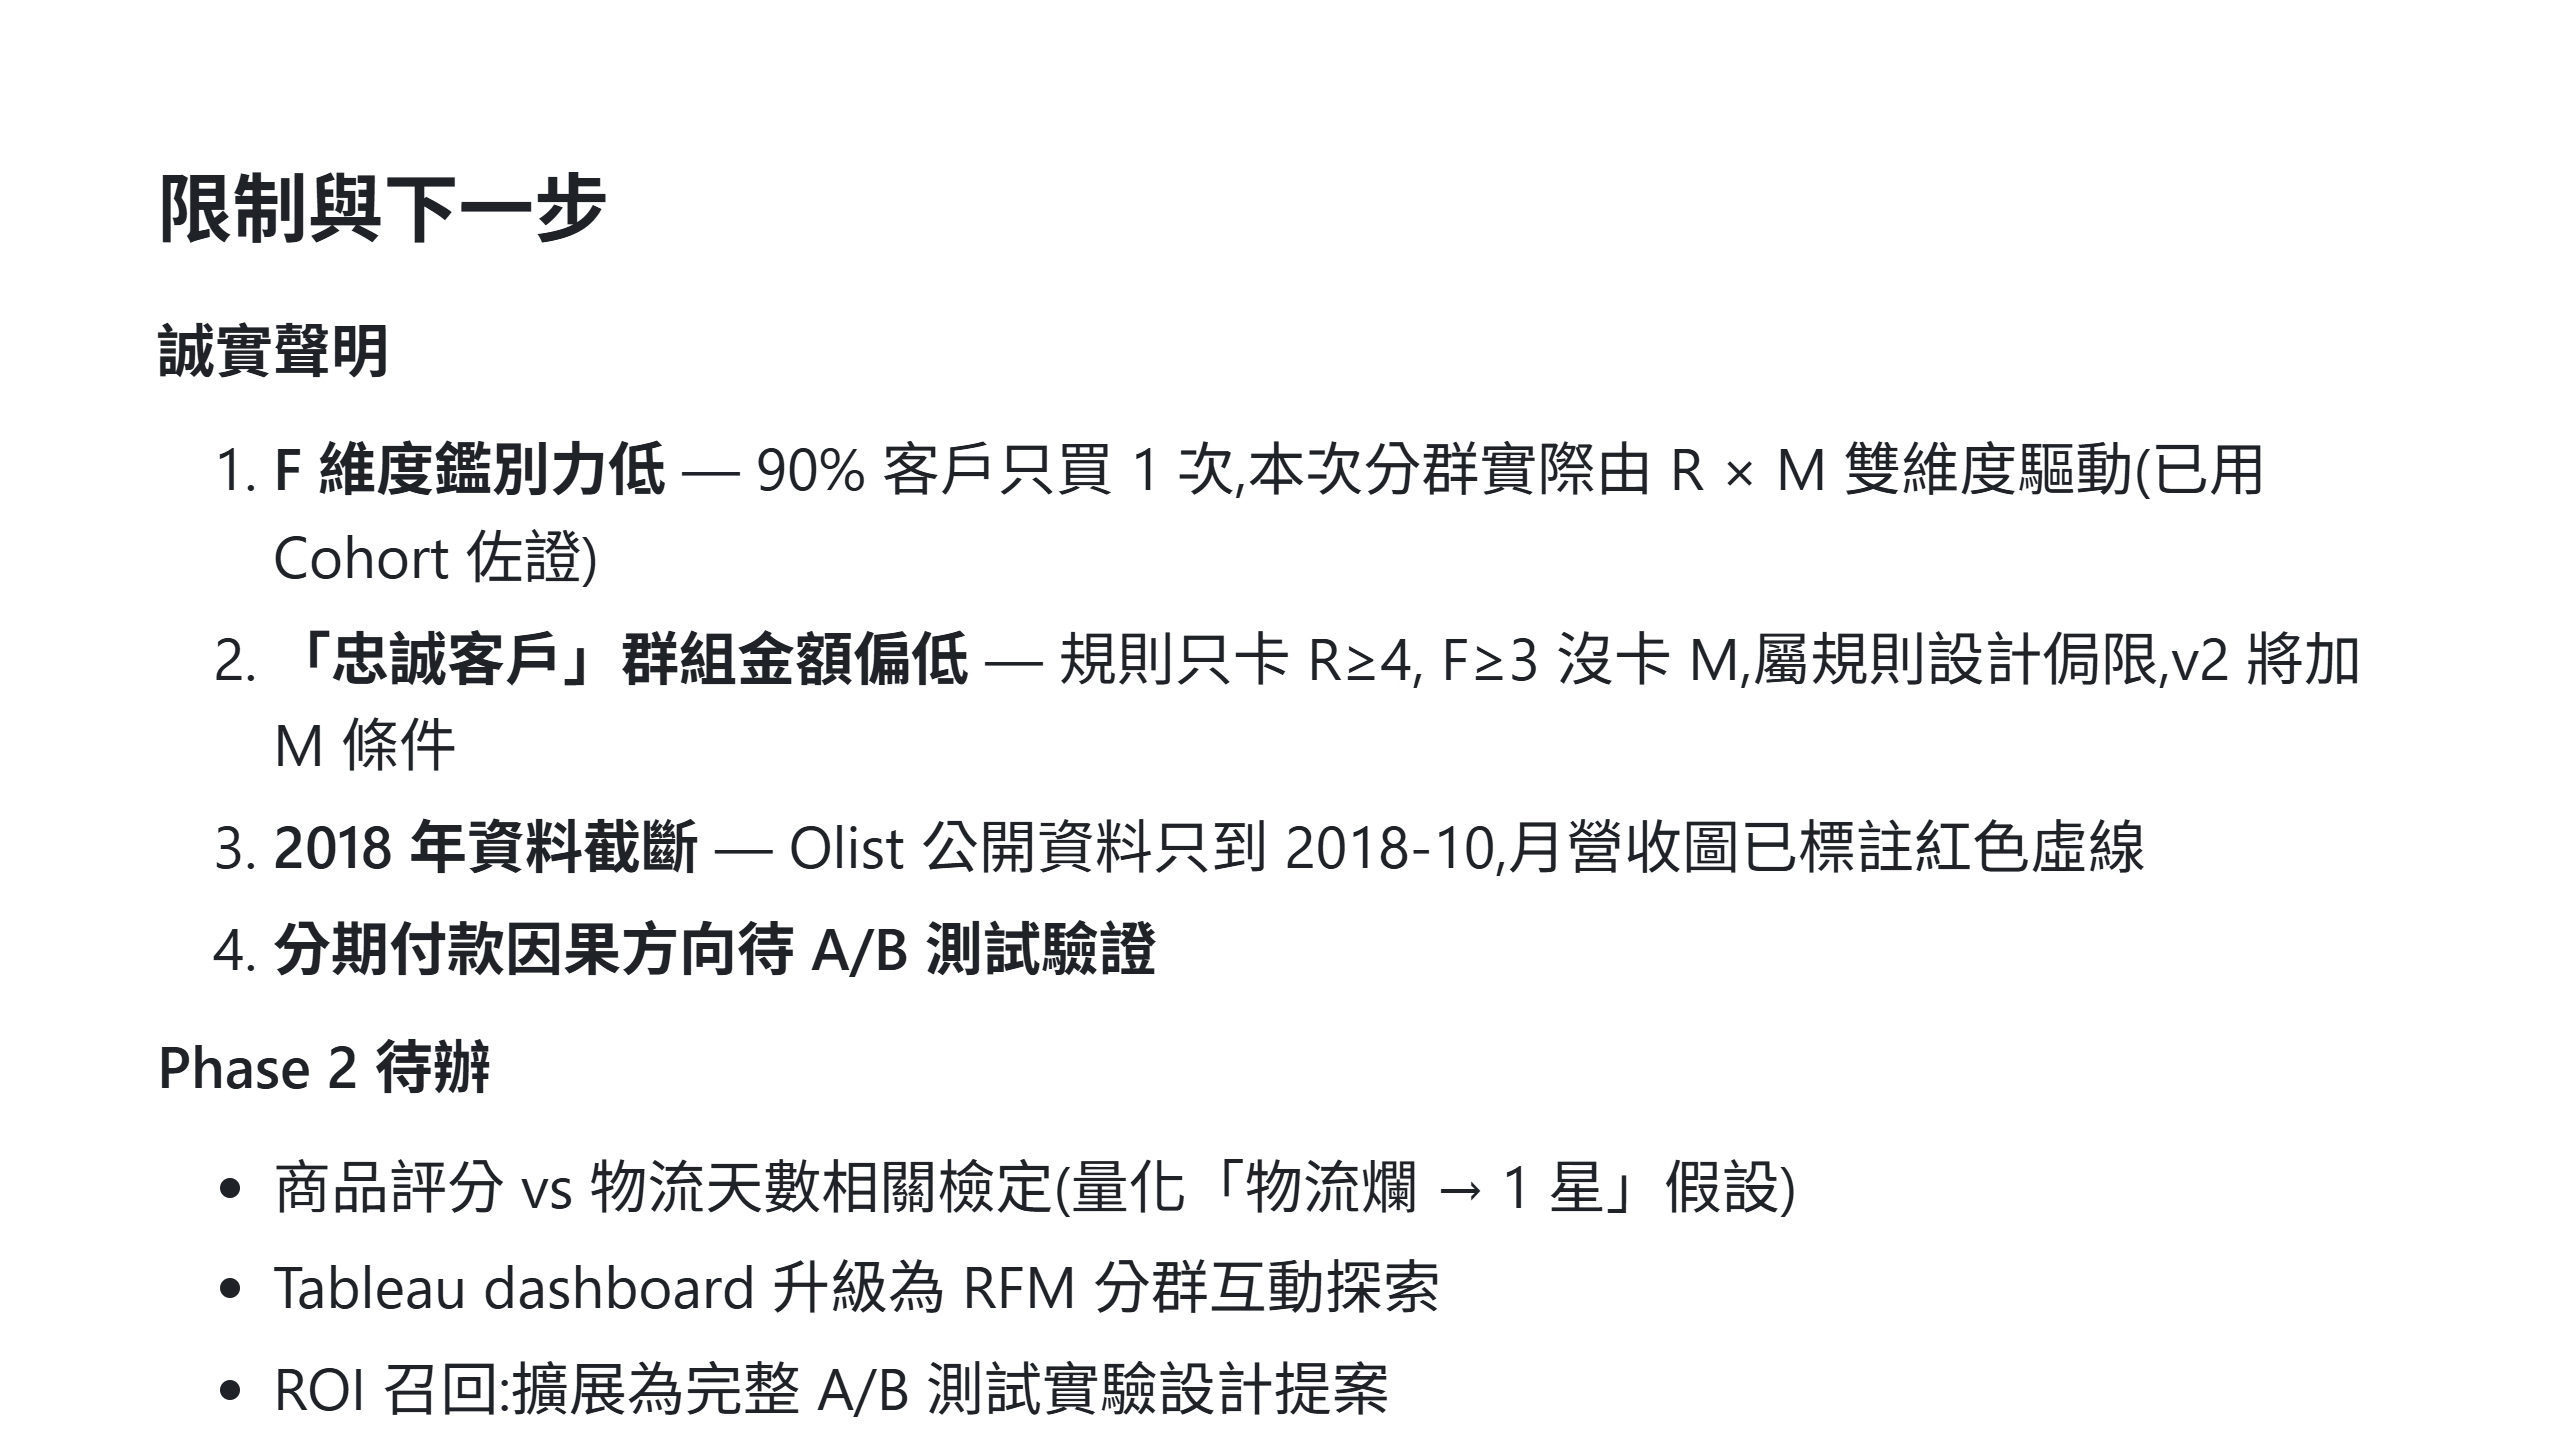 限制與下一步
誠實聲明
1. F 維度鑑別力低 — 90% 客戶只買 1 次,本次分群實際由 R × M 雙維度驅動(已用
Cohort 佐證)
2. 「忠誠客戶」群組金額偏低 — 規則只卡 R≥4, F≥3 沒卡 M,屬規則設計侷限,v2 將加
M 條件
3. 2018 年資料截斷 — Olist 公開資料只到 2018-10,月營收圖已標註紅色虛線
4. 分期付款因果方向待 A/B 測試驗證
Phase 2 待辦
• 商品評分 vs 物流天數相關檢定(量化「物流爛 → 1 星」假設)
• Tableau dashboard 升級為 RFM 分群互動探索
• ROI 召回:擴展為完整 A/B 測試實驗設計提案